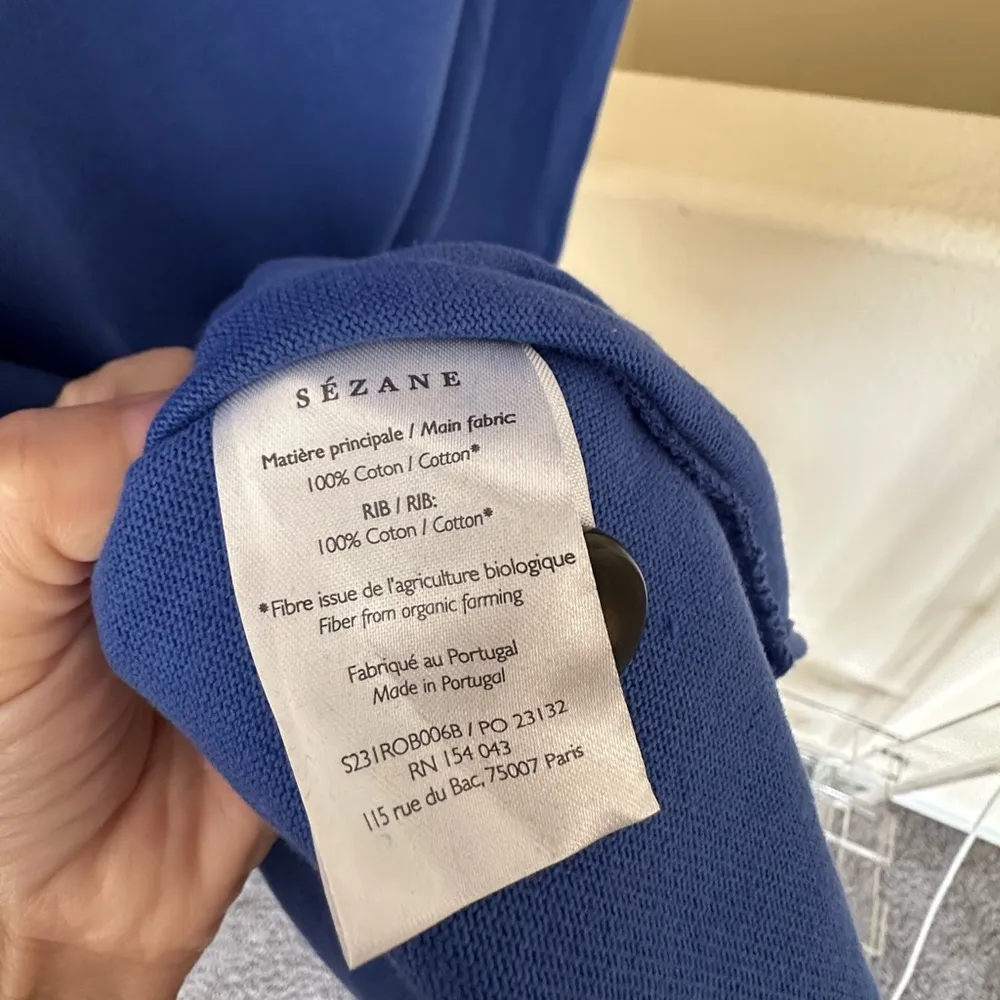 SÉZANE
Matière principale / Main fabric
100% Coton / Cotton*
RIB / RIB:
100% Coton / Cotton*
*Fibre issue de l'agriculture biologique
Fiber from organic farming
Fabriqué au Portugal
Made in Portugal
S231ROB006B / PO 23132
RN 154 043
115 rue du Bac, 75007 Paris